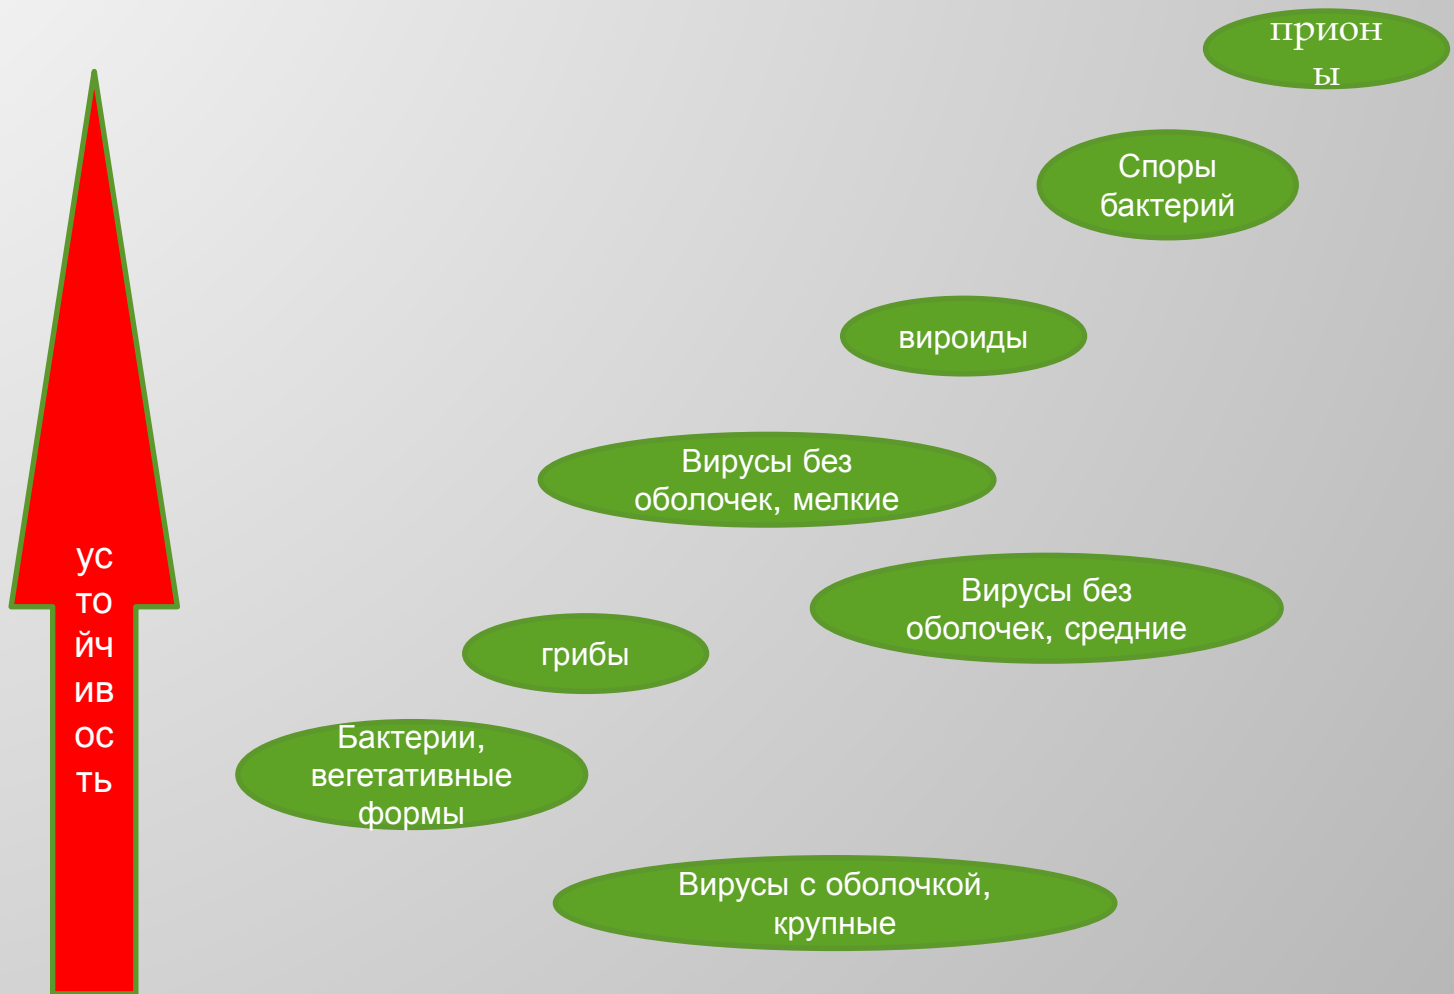 прион
ы
Споры
бактерий
вироиды
Вирусы без
оболочек, мелкие
Вирусы без
оболочек, средние
грибы
Бактерии,
вегетативные
формы
Вирусы с оболочкой,
крупные
ус
то
йч
ив
ос
ть